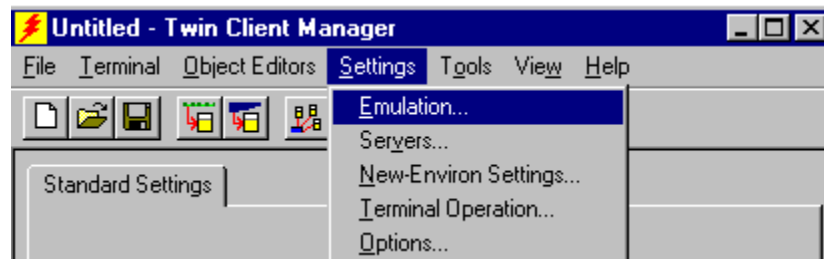 Untitled - Twin Client Manager
File Terminal Object Editors Settings Tools View Help
Emulation...
Servers...
Standard Settings
New-Environ Settings...
Terminal Operation...
Options...